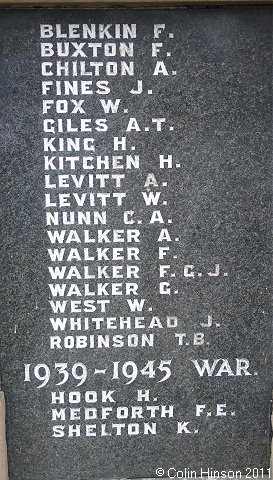 BLENKIN F.
BUXTON F.
CHILTON A.
FINES J.
FOX W.
GILES A.T.
KING H.
KITCHEN H.
LEVITT A.
LEVITT W.
NUNN C.A.
WALKER A.
WALKER F.
WALKER F.G.J.
WALKER G.
WEST W.
WHITEHEAD J.
ROBINSON T.B.
1939-1945 WAR.
HOOK H.
MEDFORTH F.E.
SHELTON K.
©Colin Hinson 2011